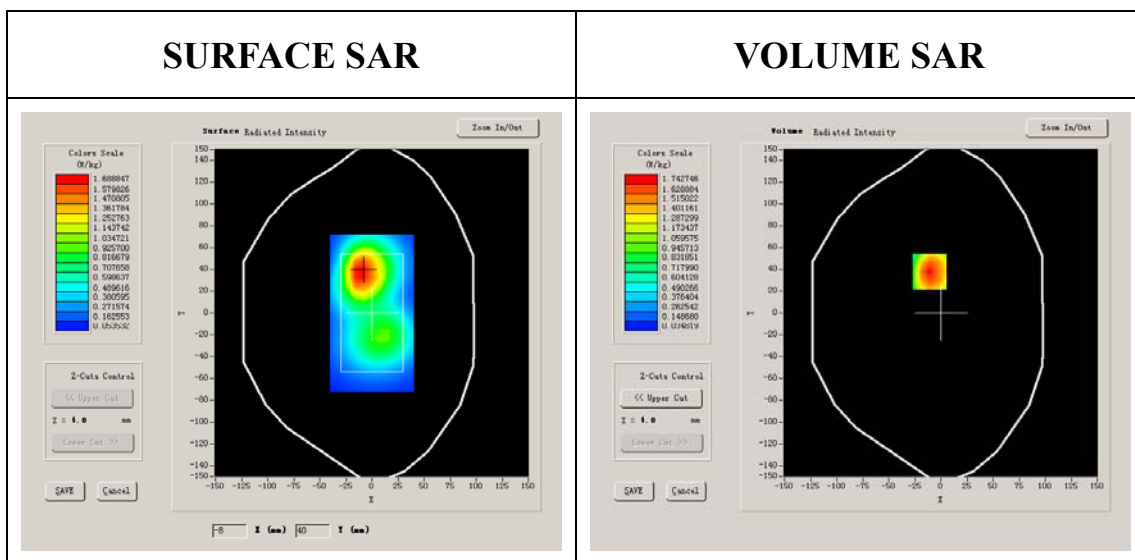 SURFACE SAR
Surface Radiated Intensity
Zoom In/Out
Colors Scale
(W/kg)
1.688847
1.579826
1.470805
1.361784
1.252763
1.143742
1.034721
0.925700
0.816679
0.707658
0.598637
0.489616
0.380595
0.271574
0.162553
0.053532
150
120
100
80
60
40
20
0
-20
-40
-60
-80
-100
-120
-140
-150
Y
-150 -125 -100 -75 -50 -25 0 25 50 75 100 125 150
X
Z-Cuts Control
<< Upper Cut
Z = 4.0 mm
Lower Cut >>
SAVE Cancel
-8 X (mm) 40 Y (mm)
VOLUME SAR
Volume Radiated Intensity
Zoom In/Out
Colors Scale
(W/kg)
1.742746
1.628884
1.515022
1.401161
1.287299
1.173437
1.059575
0.945713
0.831851
0.717990
0.604128
0.490266
0.376404
0.262542
0.148680
0.034819
150
120
100
80
60
40
20
0
-20
-40
-60
-80
-100
-120
-140
-150
Y
-150 -125 -100 -75 -50 -25 0 25 50 75 100 125 150
X
Z-Cuts Control
<< Upper Cut
Z = 4.0 mm
Lower Cut >>
SAVE Cancel